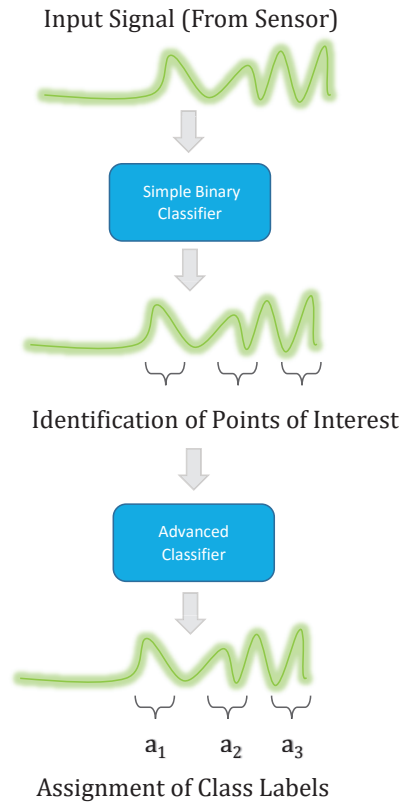 Input Signal (From Sensor)
Simple Binary
Classifier
Identification of Points of Interest
Advanced
Classifier
a₁ a₂ a₃
Assignment of Class Labels